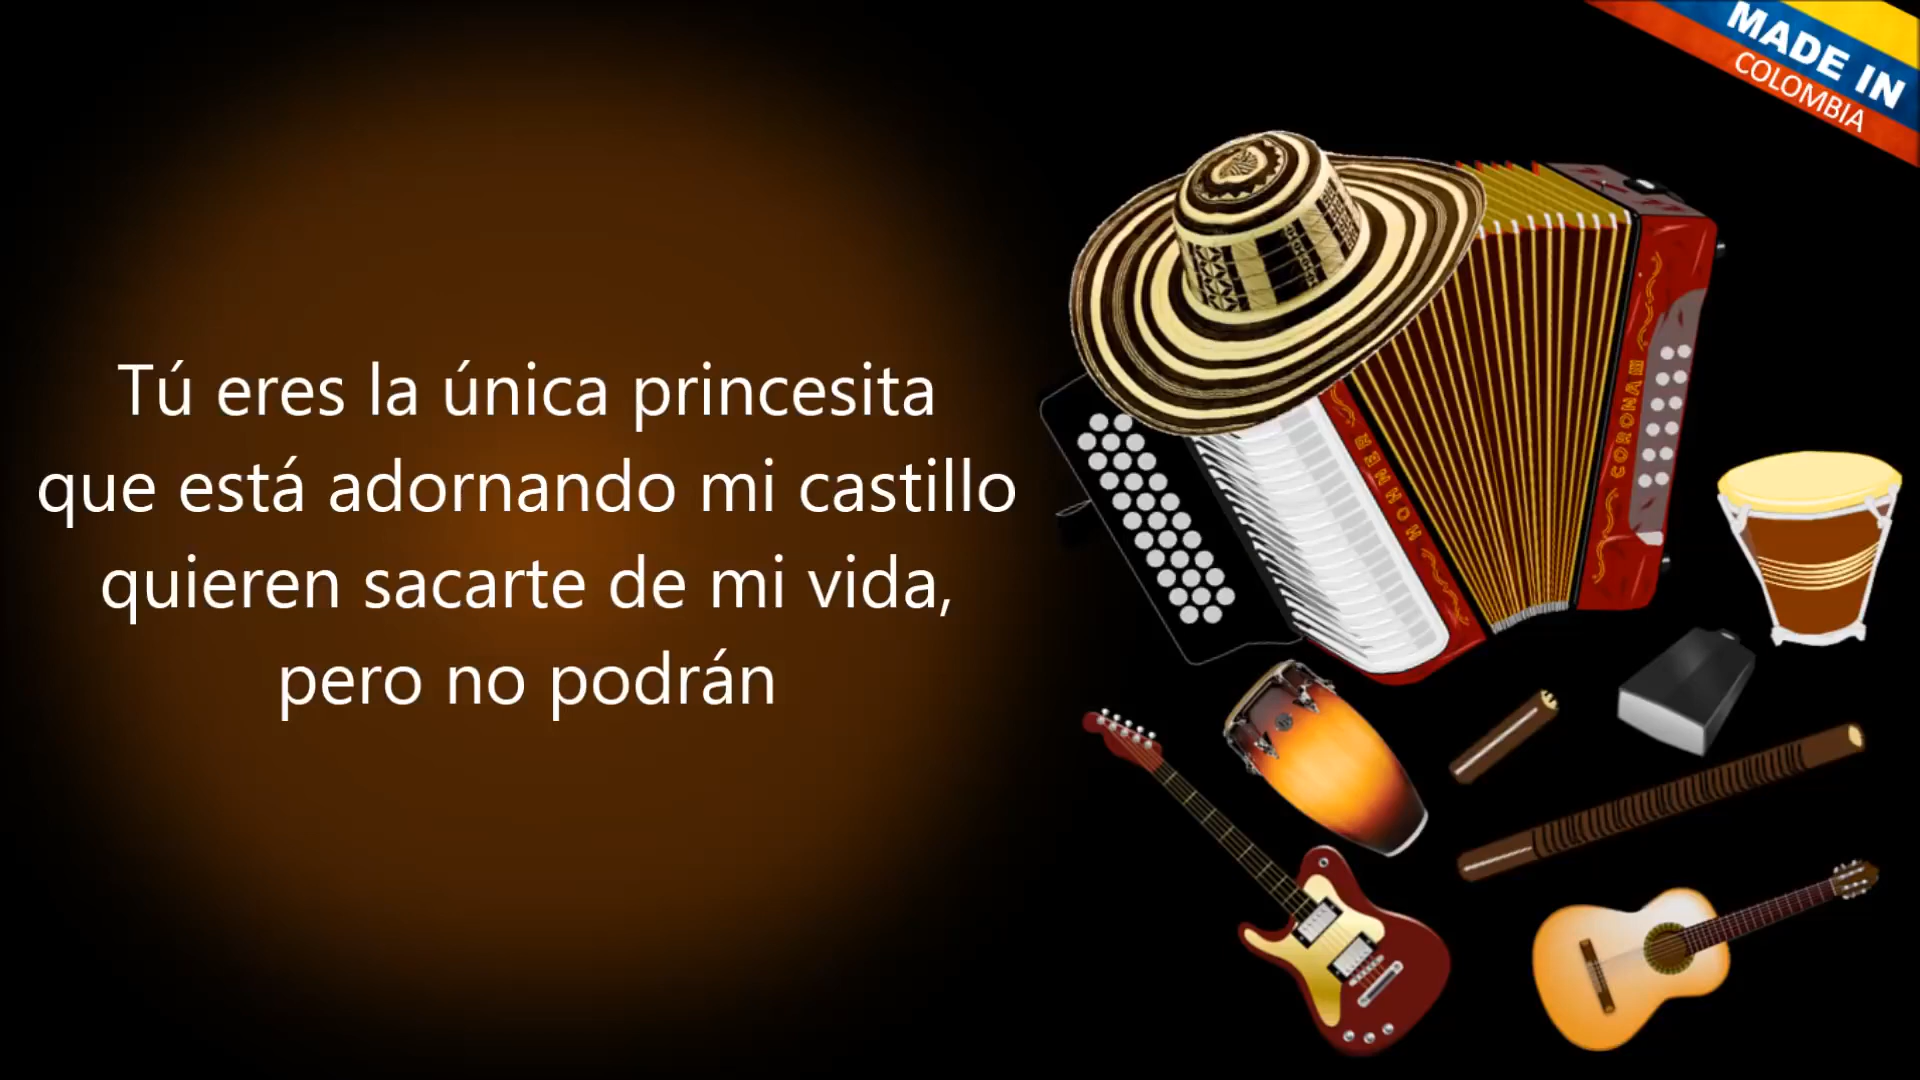 MADE IN
COLOMBIA
Tú eres la única princesita
que está adornando mi castillo
quieren sacarte de mi vida,
pero no podrán
HOHNER
CORONA III